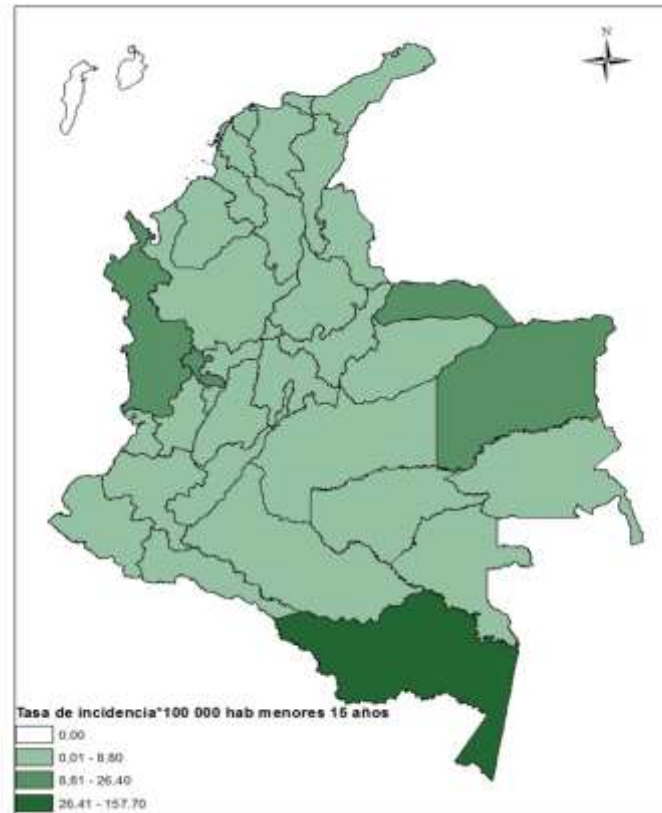 N
Tasa de incidencia*100 000 hab menores 15 años
0,00
0,01 - 8,80
8,81 - 26,40
26,41 - 157,70